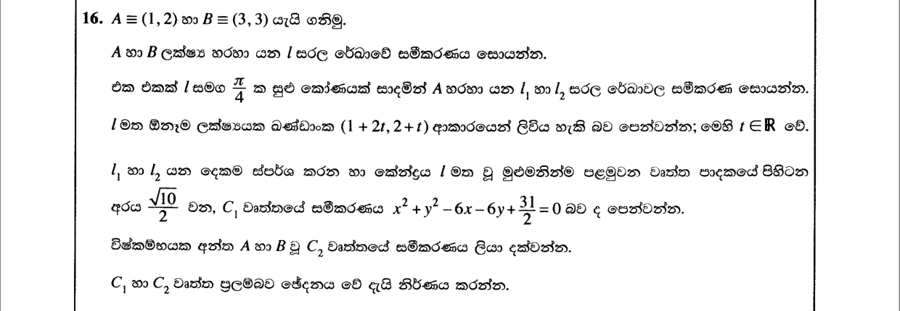 16. A ≡ (1, 2) හා B ≡ (3, 3) යැයි ගනිමු.
A හා B ලක්ෂ්‍ය හරහා යන l සරල රේඛාවේ සමීකරණය සොයන්න.
එක එකක් l සමග π/4 ක සුළු කෝණයක් සාදමින් A හරහා යන l₁ හා l₂ සරල රේඛාවල සමීකරණ සොයන්න.
l මත ඕනෑම ලක්ෂ්‍යයක ඛණ්ඩාංක (1 + 2t, 2 + t) ආකාරයෙන් ලිවිය හැකි බව පෙන්වන්න; මෙහි t ∈ ℝ වේ.
l₁ හා l₂ යන දෙකම ස්පර්ශ කරන හා කේන්ද්‍රය l මත වූ මුළුමනින්ම පළමුවන වෘත්ත පාදකයේ පිහිටන
අරය √10/2 වන, C₁ වෘත්තයේ සමීකරණය x² + y² − 6x − 6y + 31/2 = 0 බව ද පෙන්වන්න.
විෂ්කම්භයක අන්ත A හා B වූ C₂ වෘත්තයේ සමීකරණය ලියා දක්වන්න.
C₁ හා C₂ වෘත්ත ප්‍රලම්බව ඡේදනය වේ දැයි නිර්ණය කරන්න.